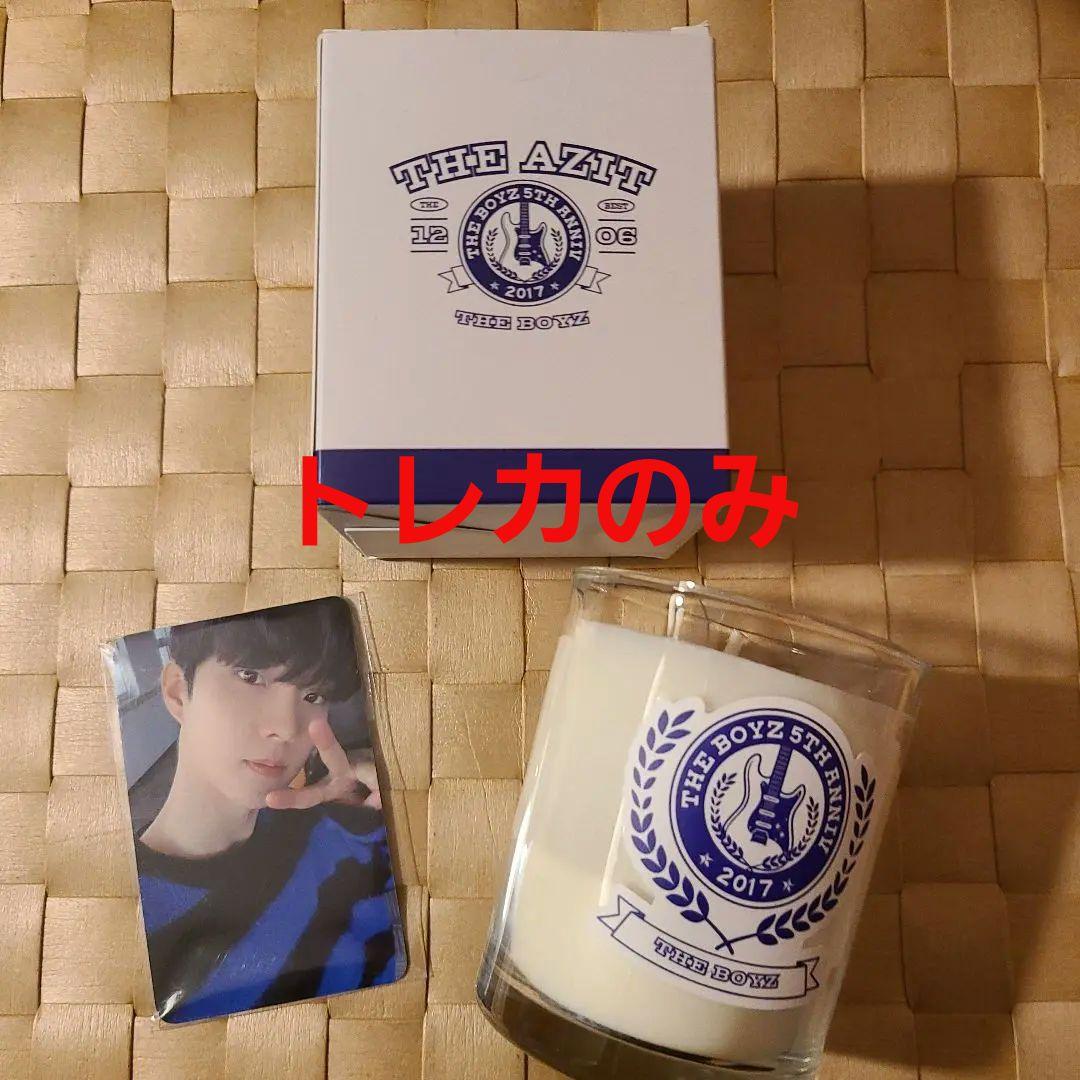 THE AZIT
THE
BEST
12
06
THE BOYZ 5TH ANNIV
2017
THE BOYZ
トレカのみ
THE BOYZ 5TH ANNIV
2017
THE BOYZ